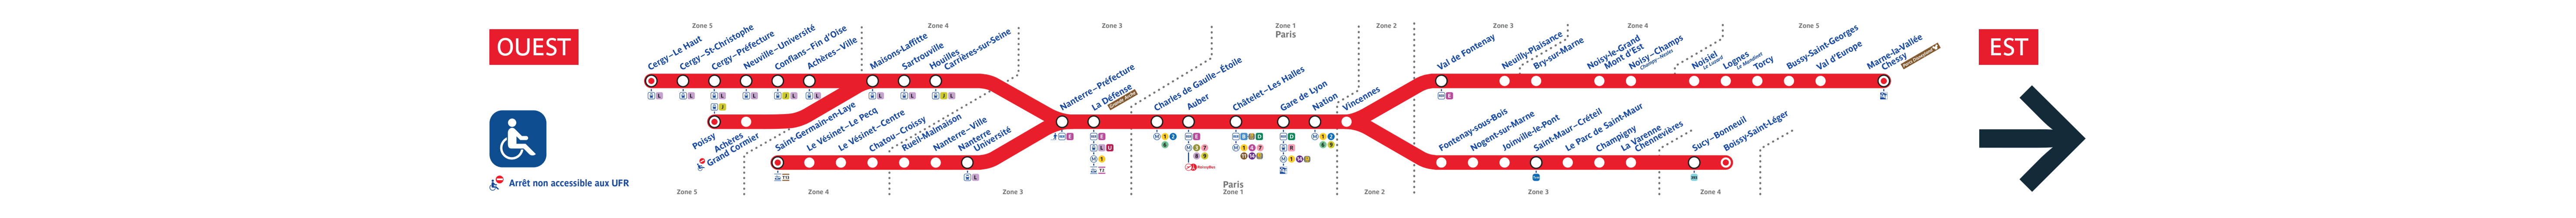 OUEST
Zone 5
Zone 4
Zone 3
Zone 1
Paris
Zone 2
Zone 3
Zone 4
Zone 5
EST
Cergy–Le Haut
Cergy–St-Christophe
Cergy–Préfecture
Neuville–Université
Conflans–Fin d'Oise
Achères–Ville
Maisons-Laffitte
Sartrouville
Houilles
Carrières-sur-Seine
Poissy
Achères
Grand Cormier
Saint-Germain-en-Laye
Le Vésinet–Le Pecq
Le Vésinet–Centre
Chatou–Croissy
Rueil-Malmaison
Nanterre–Ville
Nanterre
Université
Nanterre–Préfecture
La Défense
Grande Arche
Charles de Gaulle–Étoile
Auber
Châtelet–Les Halles
Gare de Lyon
Nation
Vincennes
Val de Fontenay
Neuilly-Plaisance
Bry-sur-Marne
Noisy-le-Grand
Mont d'Est
Noisy–Champs
Noisiel
Le Luzard
Lognes
Le Mandinet
Torcy
Bussy-Saint-Georges
Val d'Europe
Marne-la-Vallée
Chessy
Fontenay-sous-Bois
Nogent-sur-Marne
Joinville-le-Pont
Saint-Maur–Créteil
Le Parc de Saint-Maur
Champigny
La Varenne
Chennevières
Sucy–Bonneuil
Boissy-Saint-Léger
Arrêt non accessible aux UFR
Zone 5
Zone 4
Zone 3
Paris
Zone 1
Zone 2
Zone 3
Zone 4